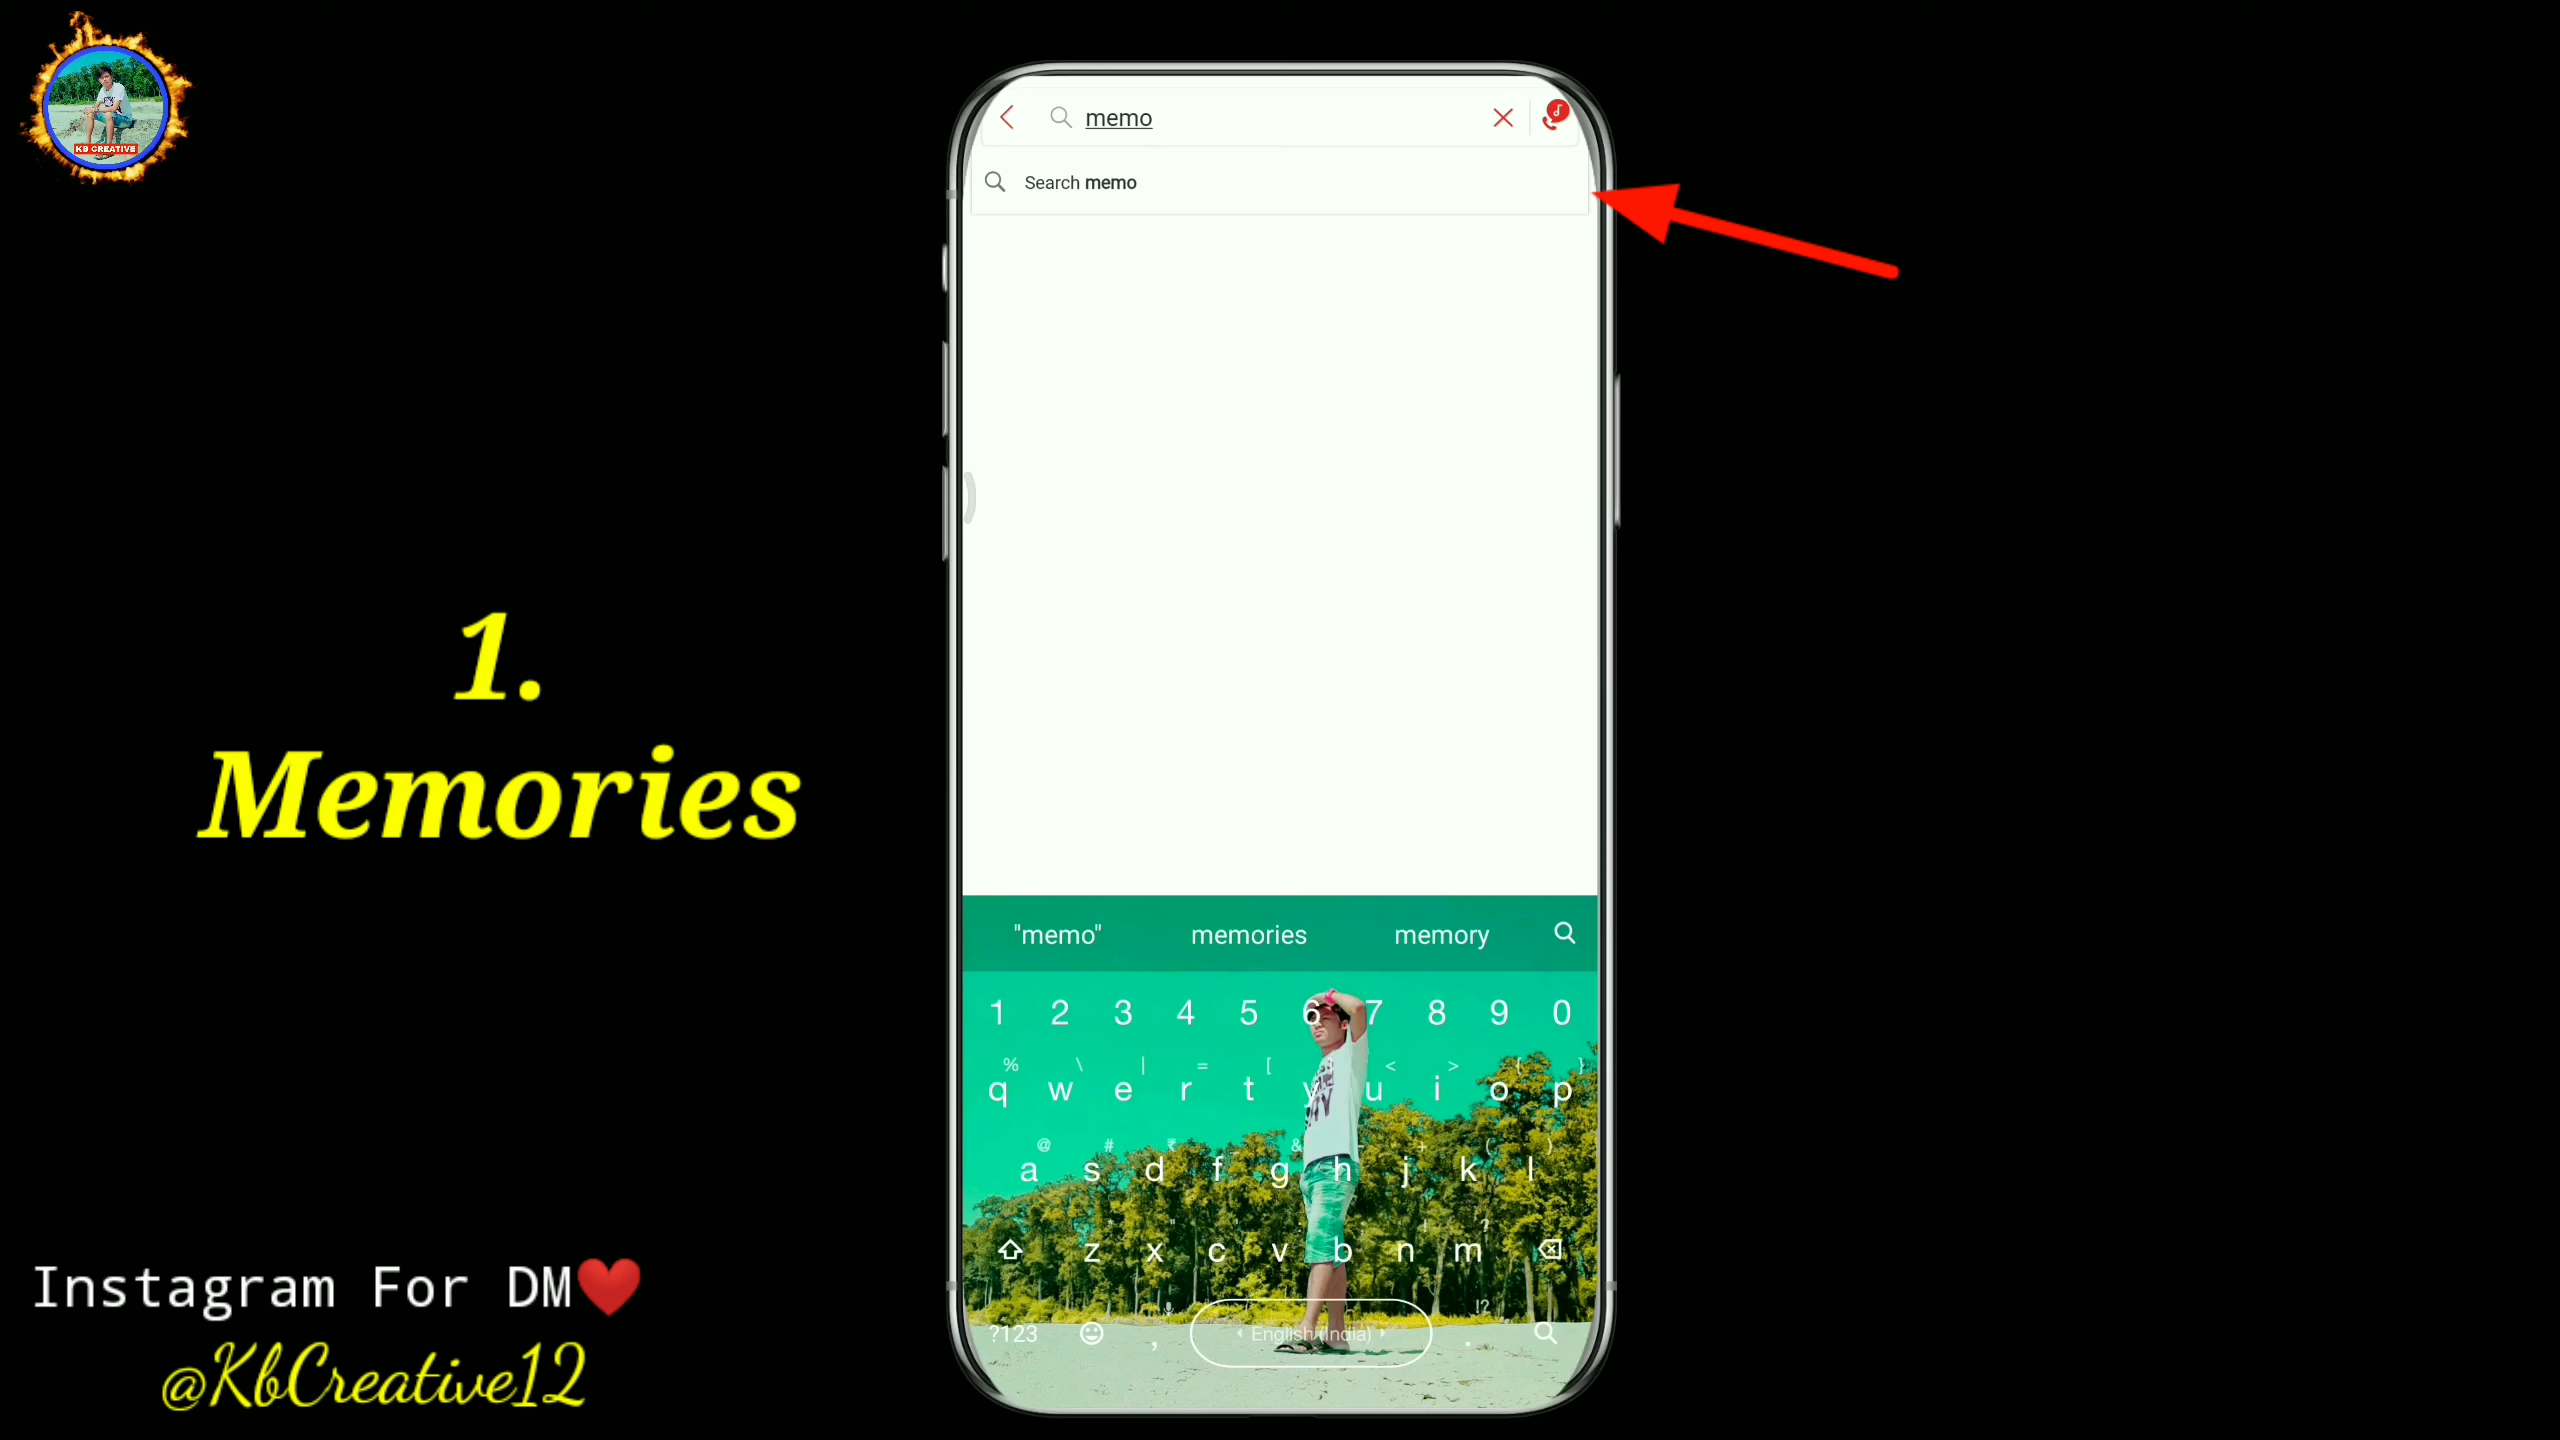 KB CREATIVE
memo
Search memo
1.
Memories
"memo" memories memory
1 2 3 4 5 6 7 8 9 0
% \ | = [ < > { }
q w e r t y u i o p
@ # ₹ & - + ( )
a s d f g h j k l
* " ' : ; ! ?
z x c v b n m
!?
?123 , English (India) .
Instagram For DM❤️
@KbCreative12